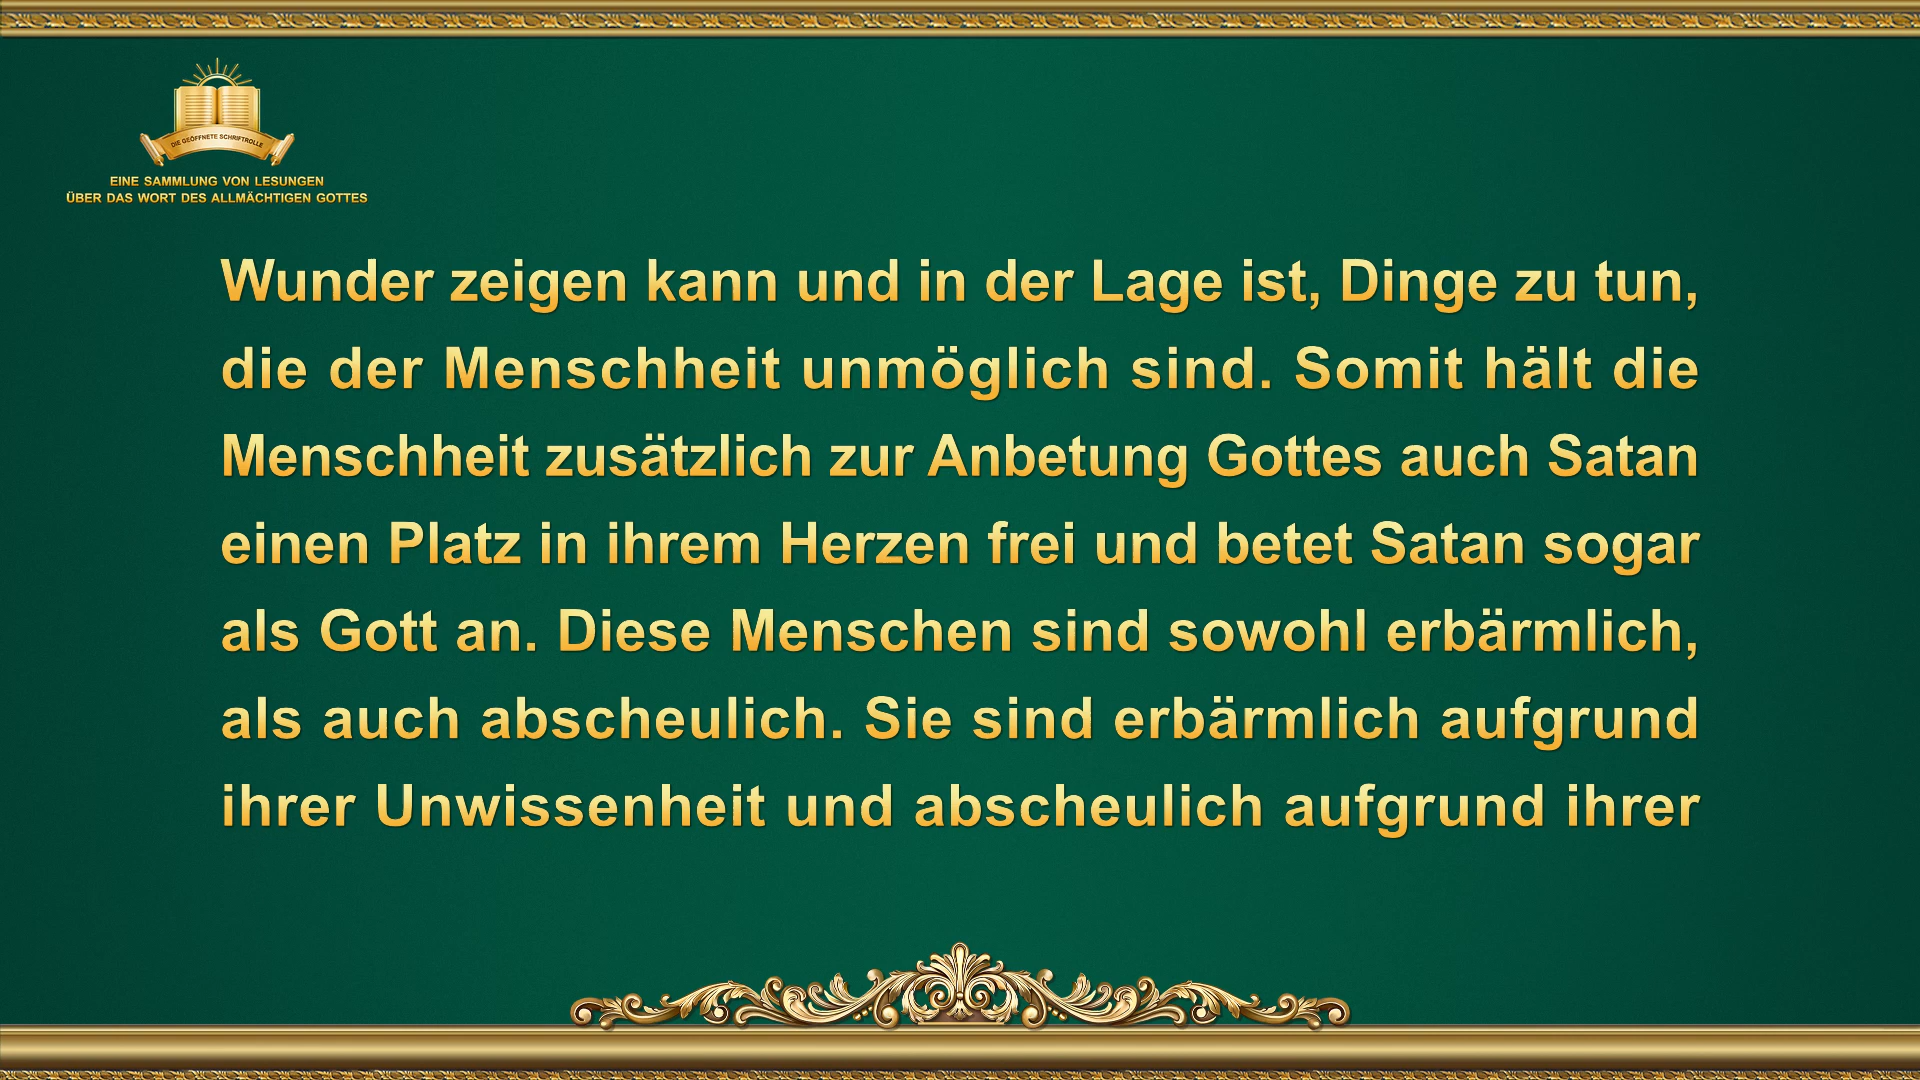 DIE GEÖFFNETE SCHRIFTROLLE
EINE SAMMLUNG VON LESUNGEN
ÜBER DAS WORT DES ALLMÄCHTIGEN GOTTES
Wunder zeigen kann und in der Lage ist, Dinge zu tun,
die der Menschheit unmöglich sind. Somit hält die
Menschheit zusätzlich zur Anbetung Gottes auch Satan
einen Platz in ihrem Herzen frei und betet Satan sogar
als Gott an. Diese Menschen sind sowohl erbärmlich,
als auch abscheulich. Sie sind erbärmlich aufgrund
ihrer Unwissenheit und abscheulich aufgrund ihrer